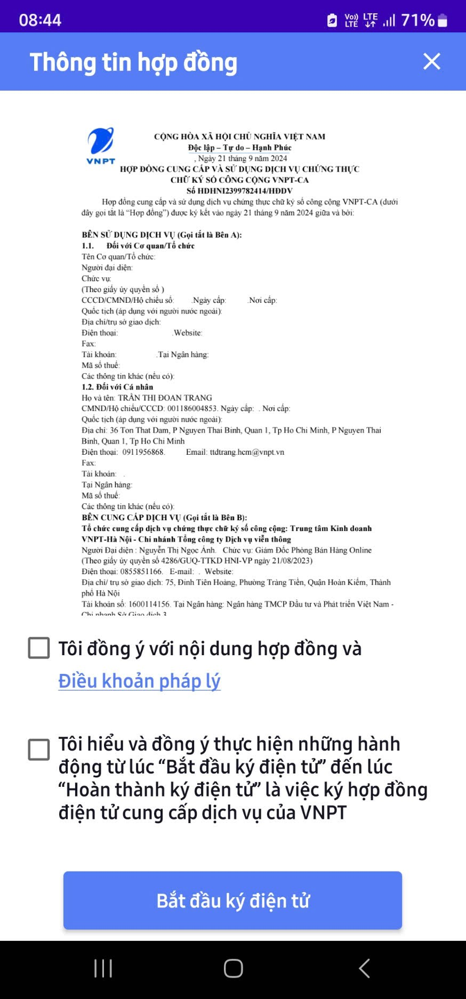 08:44
Vo)) LTE LTE 71%
Thông tin hợp đồng
VNPT
CỘNG HÒA XÃ HỘI CHỦ NGHĨA VIỆT NAM
Độc lập – Tự do – Hạnh Phúc
, Ngày 21 tháng 9 năm 2024
HỢP ĐỒNG CUNG CẤP VÀ SỬ DỤNG DỊCH VỤ CHỨNG THỰC
CHỮ KÝ SỐ CÔNG CỘNG VNPT-CA
Số HDHNI2399782414/HĐDV
Hợp đồng cung cấp và sử dụng dịch vụ chứng thực chữ ký số công cộng VNPT-CA (dưới
đây gọi tắt là “Hợp đồng”) được ký kết vào ngày 21 tháng 9 năm 2024 giữa và bởi:
BÊN SỬ DỤNG DỊCH VỤ (Gọi tắt là Bên A):
1.1. Đối với Cơ quan/Tổ chức
Tên Cơ quan/Tổ chức:
Người đại diện:
Chức vụ:
(Theo giấy ủy quyền số )
CCCD/CMND/Hộ chiếu số: .Ngày cấp: .Nơi cấp:
Quốc tịch (áp dụng với người nước ngoài):
Địa chỉ/trụ sở giao dịch:
Điện thoại: .Website:
Fax:
Tài khoản: .Tại Ngân hàng:
Mã số thuế:
Các thông tin khác (nếu có):
1.2. Đối với Cá nhân
Họ và tên: TRẦN THỊ ĐOAN TRANG
CMND/Hộ chiếu/CCCD: 001186004853. Ngày cấp: . Nơi cấp:
Quốc tịch (áp dụng với người nước ngoài):
Địa chỉ: 36 Ton That Dam, P Nguyen Thai Binh, Quan 1, Tp Ho Chi Minh, P Nguyen Thai
Binh, Quan 1, Tp Ho Chi Minh
Điện thoại: 0911956868. Email: ttdtrang.hcm@vnpt.vn
Fax:
Tài khoản: .
Tại Ngân hàng:
Mã số thuế:
Các thông tin khác (nếu có):
BÊN CUNG CẤP DỊCH VỤ (Gọi tắt là Bên B):
Tổ chức cung cấp dịch vụ chứng thực chữ ký số công cộng: Trung tâm Kinh doanh
VNPT-Hà Nội - Chi nhánh Tổng công ty Dịch vụ viễn thông
Người Đại diện : Nguyễn Thị Ngọc Ánh. Chức vụ: Giám Đốc Phòng Bán Hàng Online
(Theo giấy ủy quyền số 4286/GUQ-TTKD HNI-VP ngày 21/08/2023)
Điện thoại: 0855851166. E-mail: . Website:
Địa chỉ/ trụ sở giao dịch: 75, Đinh Tiên Hoàng, Phường Tràng Tiền, Quận Hoàn Kiếm, Thành
phố Hà Nội
Tài khoản số: 1600114156. Tại Ngân hàng: Ngân hàng TMCP Đầu tư và Phát triển Việt Nam -
Chi nhanh Sở Giao dịch 3
Tôi đồng ý với nội dung hợp đồng và
Điều khoản pháp lý
Tôi hiểu và đồng ý thực hiện những hành
động từ lúc “Bắt đầu ký điện tử” đến lúc
“Hoàn thành ký điện tử” là việc ký hợp đồng
điện tử cung cấp dịch vụ của VNPT
Bắt đầu ký điện tử